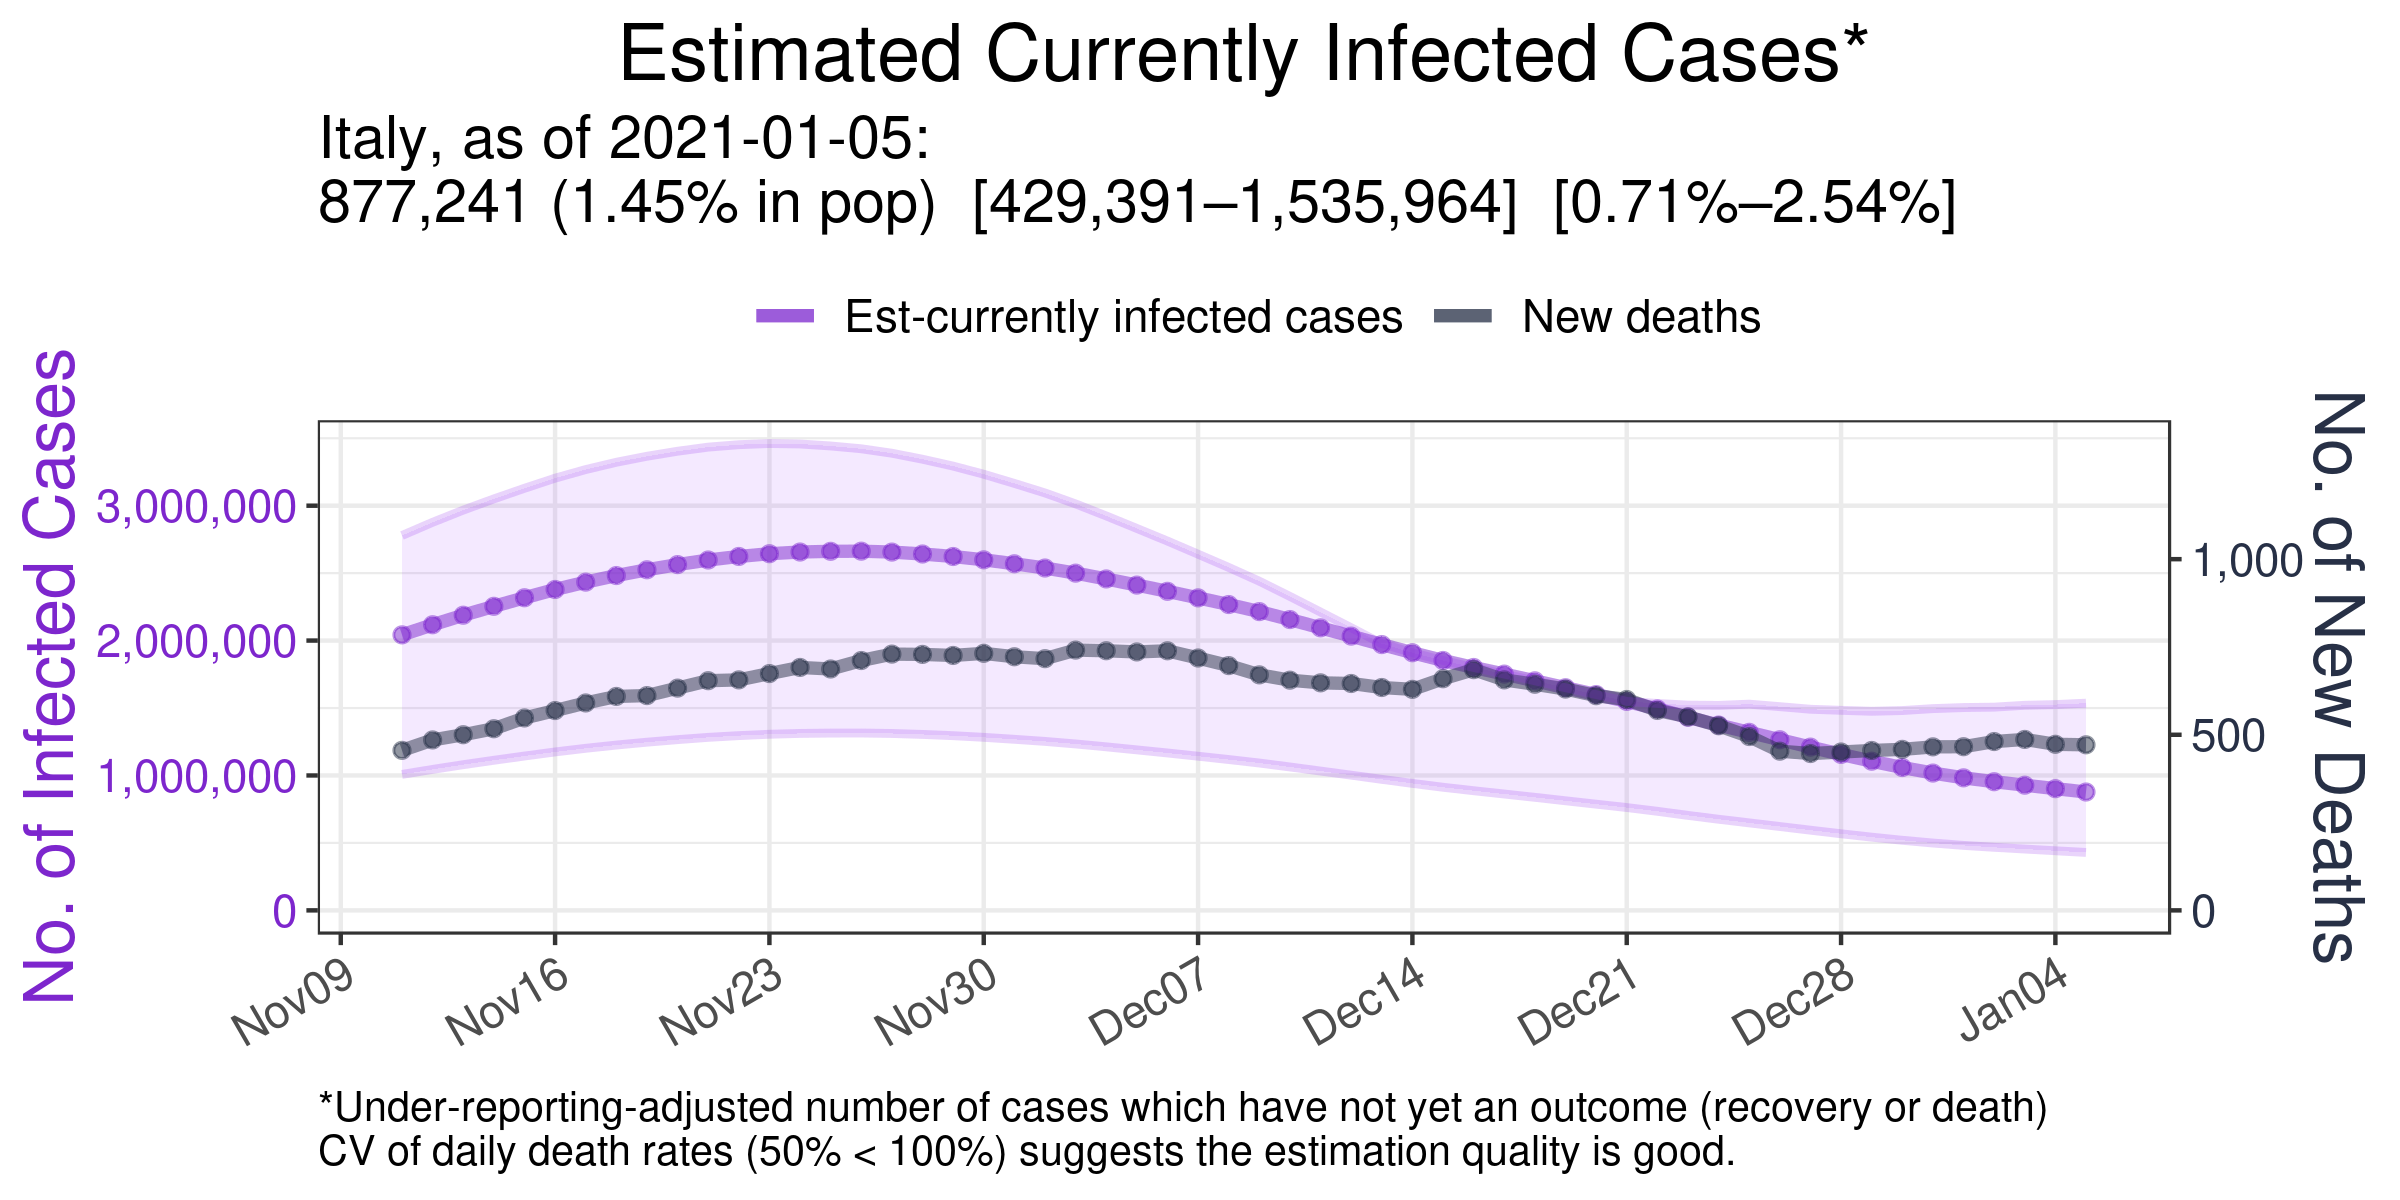 Estimated Currently Infected Cases*
Italy, as of 2021-01-05:
877,241 (1.45% in pop)  [429,391–1,535,964]  [0.71%–2.54%]
Est-currently infected cases
New deaths
No. of Infected Cases
3,000,000
2,000,000
1,000,000
0
No. of New Deaths
1,000
500
0
Nov09
Nov16
Nov23
Nov30
Dec07
Dec14
Dec21
Dec28
Jan04
*Under-reporting-adjusted number of cases which have not yet an outcome (recovery or death)
CV of daily death rates (50% < 100%) suggests the estimation quality is good.